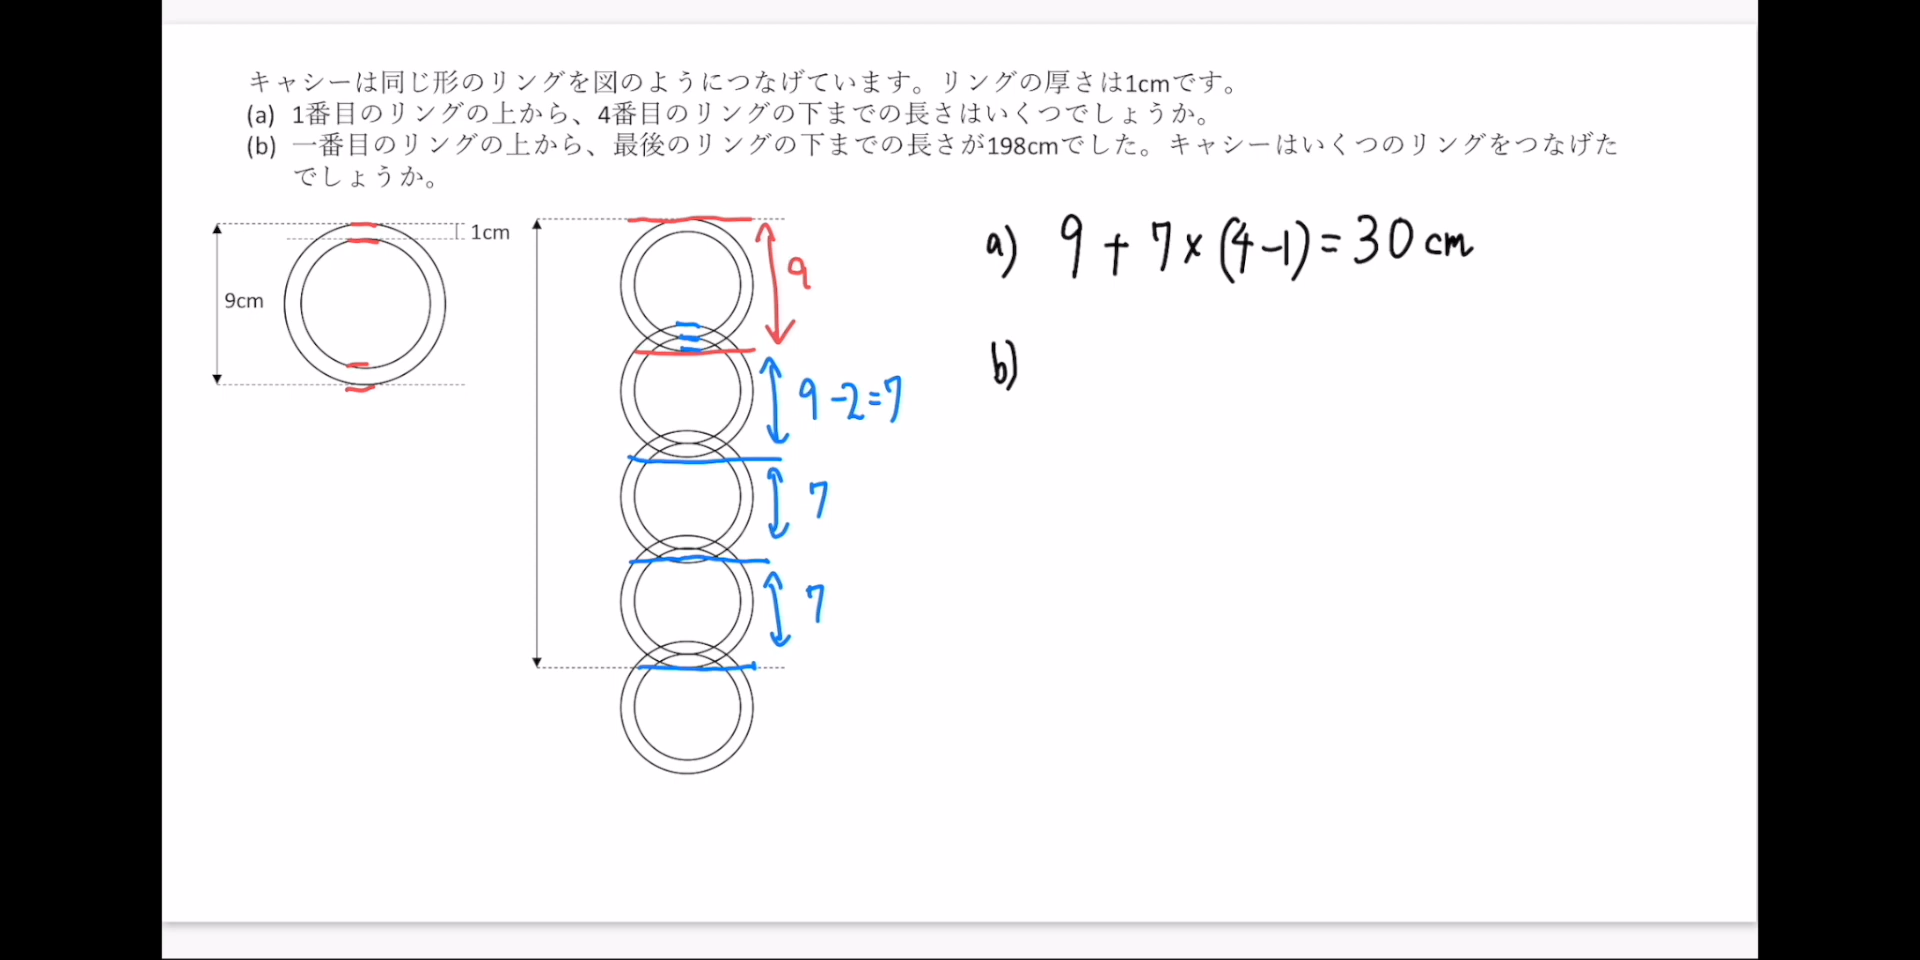 キャシーは同じ形のリングを図のようにつなげています。リングの厚さは1cmです。
(a) 1番目のリングの上から、4番目のリングの下までの長さはいくつでしょうか。
(b) 一番目のリングの上から、最後のリングの下までの長さが198cmでした。キャシーはいくつのリングをつなげた
でしょうか。
1cm
9cm
9
9-2=7
7
7
a) 9+7×(4-1)=30cm
b)